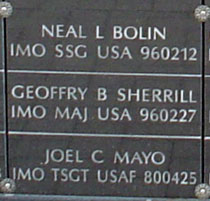 NEAL L BOLIN
IMO SSG USA 960212
GEOFFRY B SHERRILL
IMO MAJ USA 960227
JOEL C MAYO
IMO TSGT USAF 800425